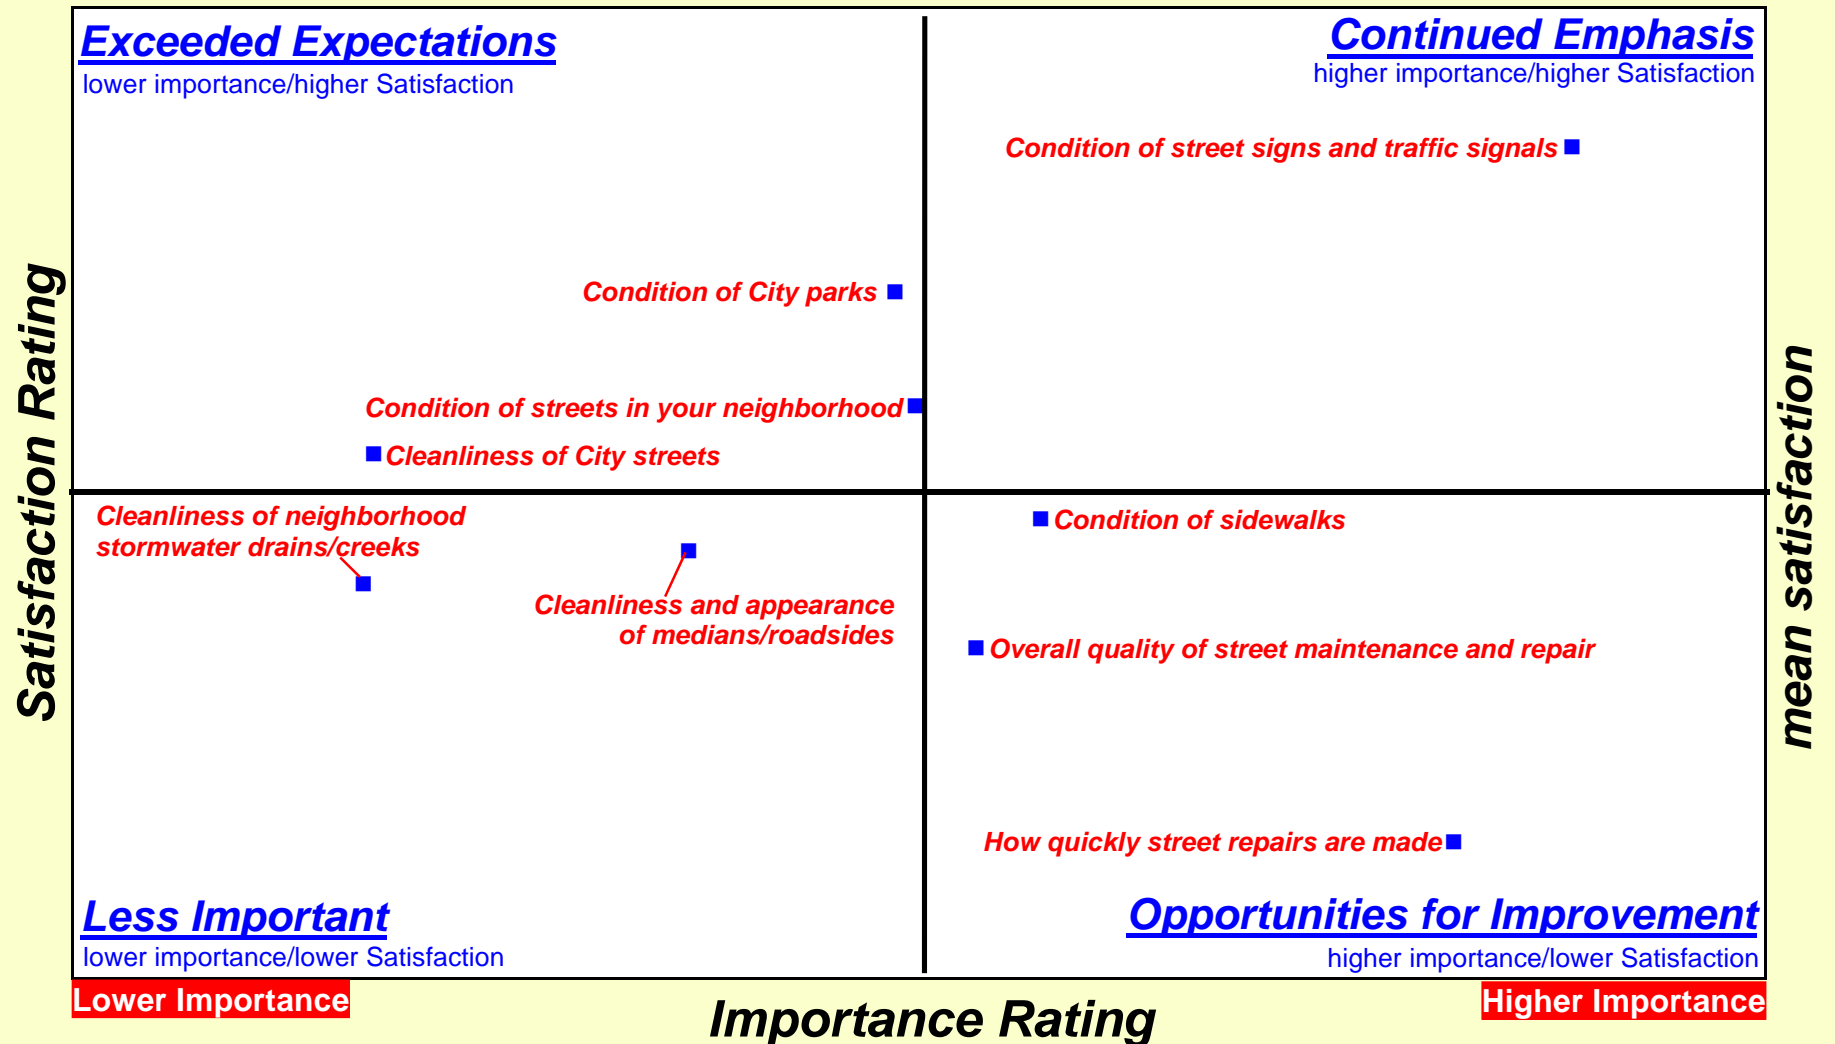 Exceeded Expectations
lower importance/higher Satisfaction
Continued Emphasis
higher importance/higher Satisfaction
Condition of street signs and traffic signals
Condition of City parks
Condition of streets in your neighborhood
Cleanliness of City streets
Satisfaction Rating
mean satisfaction
Cleanliness of neighborhood
stormwater drains/creeks
Condition of sidewalks
Cleanliness and appearance
of medians/roadsides
Overall quality of street maintenance and repair
How quickly street repairs are made
Less Important
lower importance/lower Satisfaction
Opportunities for Improvement
higher importance/lower Satisfaction
Lower Importance
Importance Rating
Higher Importance